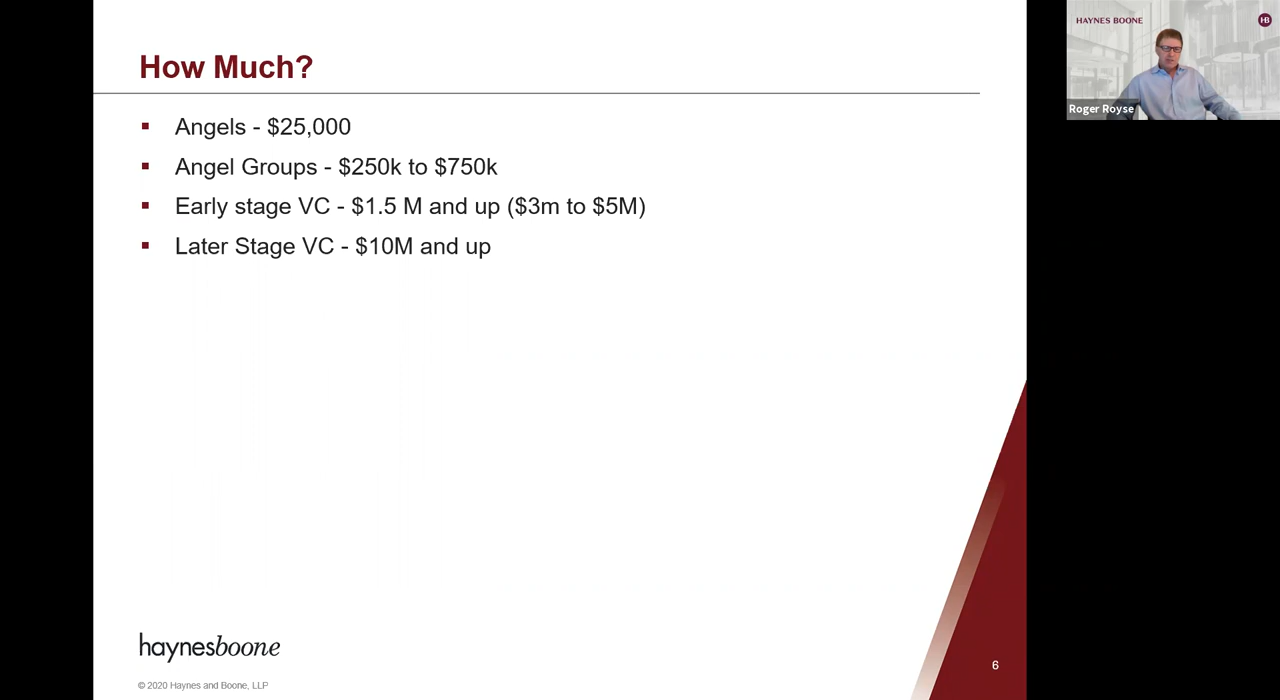 How Much?
Angels - $25,000
Angel Groups - $250k to $750k
Early stage VC - $1.5 M and up ($3m to $5M)
Later Stage VC - $10M and up
haynesboone
© 2020 Haynes and Boone, LLP
6
HAYNES BOONE
HB
Roger Royse